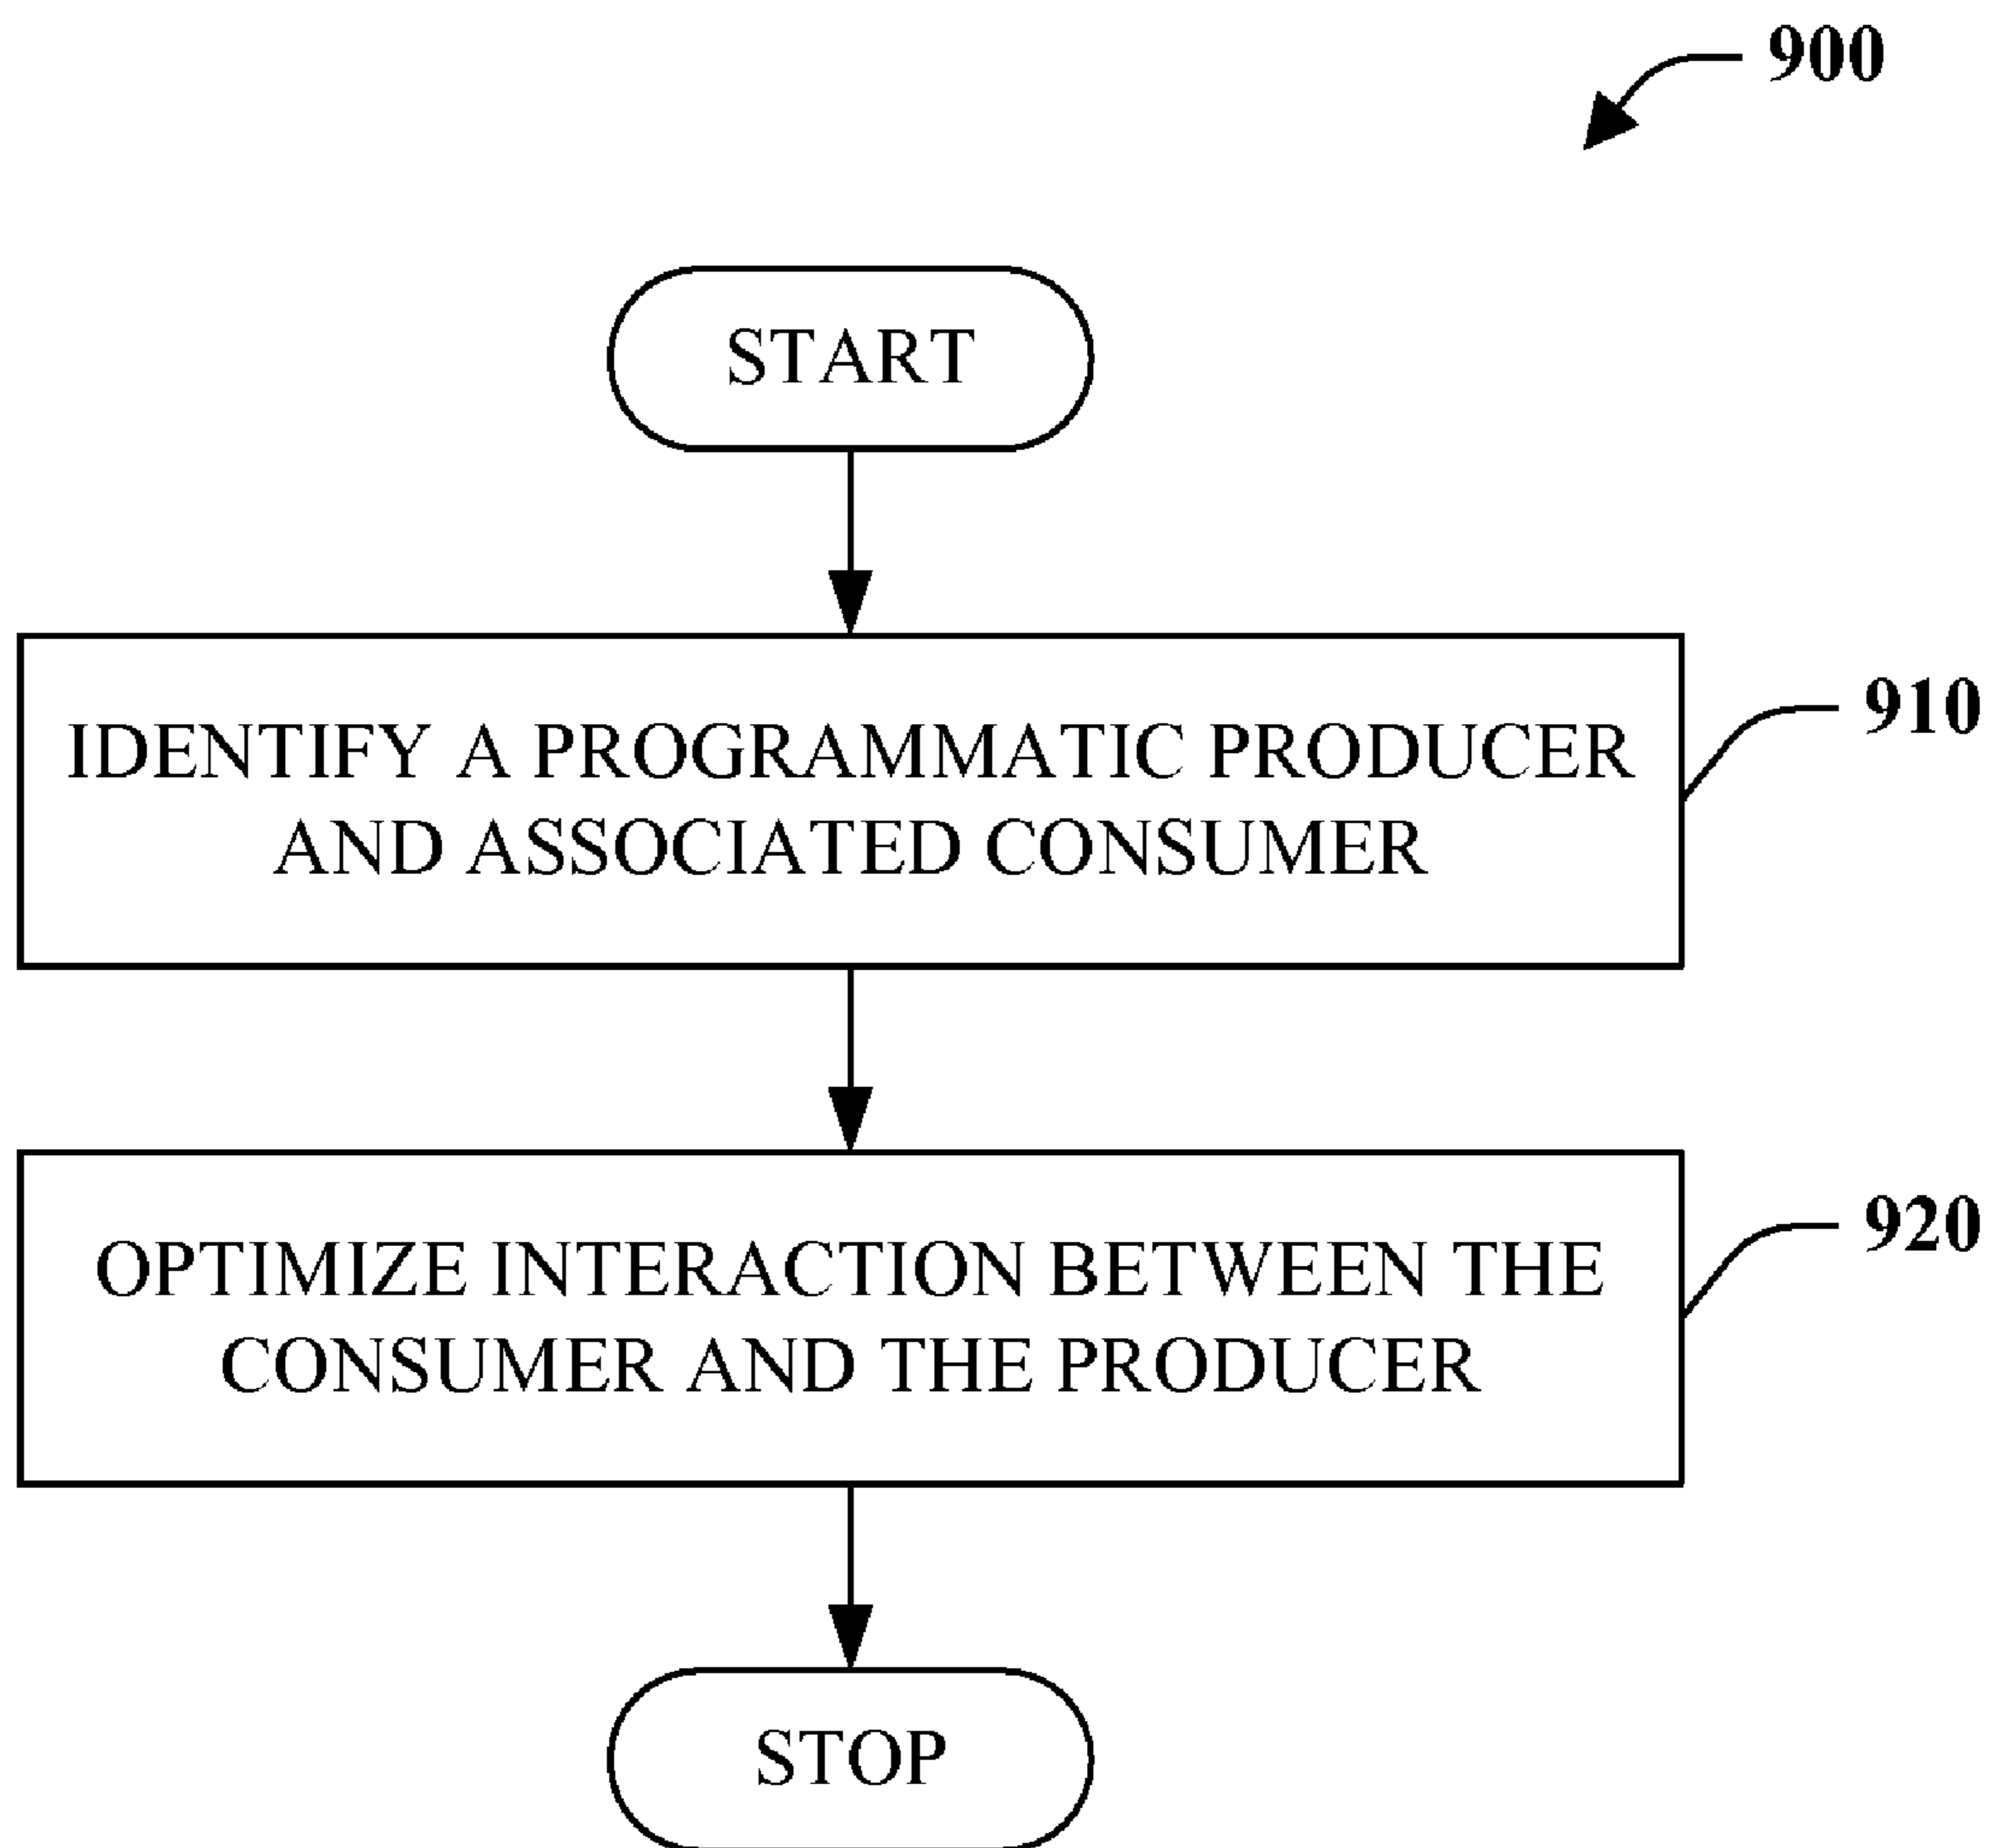 900
START
IDENTIFY A PROGRAMMATIC PRODUCER
AND ASSOCIATED CONSUMER
910
OPTIMIZE INTERACTION BETWEEN THE
CONSUMER AND THE PRODUCER
920
STOP